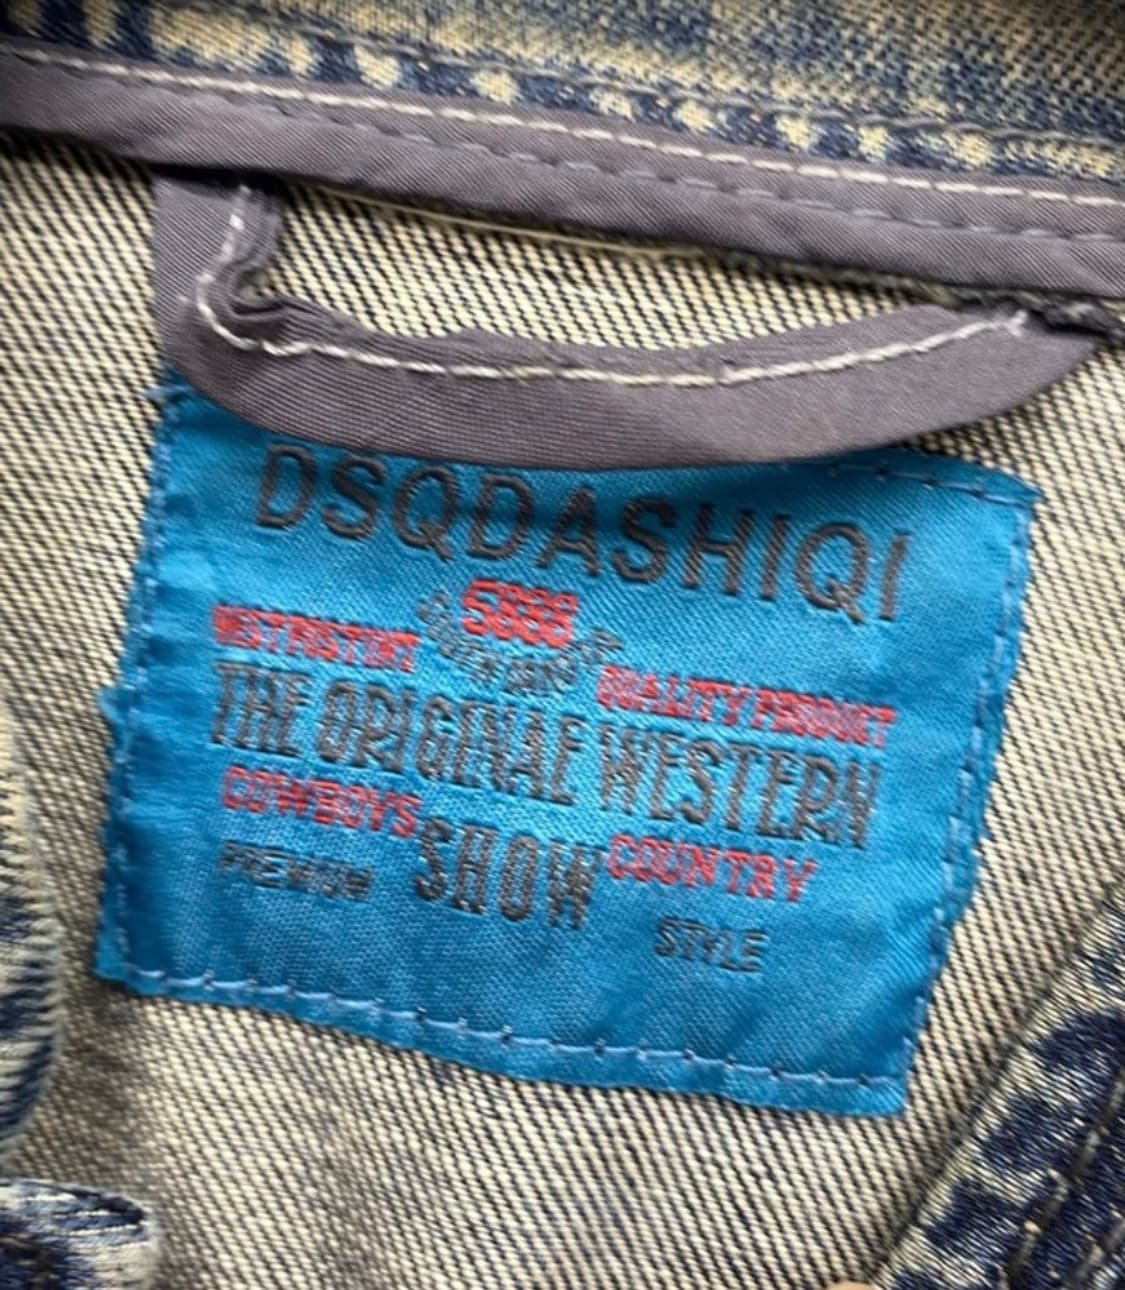 DSQDASHIQI
5888
QUALITY PRODUCT
THE ORIGINAL WESTERN
COWBOYS SHOW COUNTRY
PREMIUM STYLE